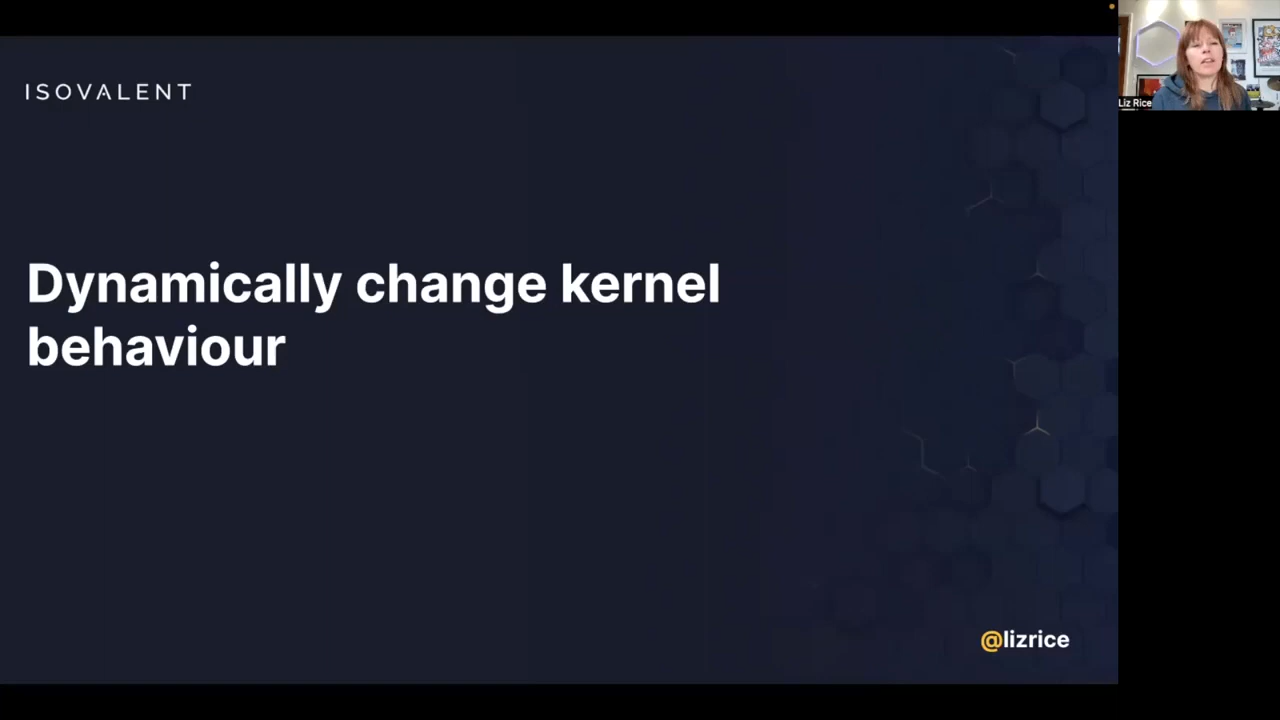 ISOVALENT
Dynamically change kernel
behaviour
@lizrice
Liz Rice